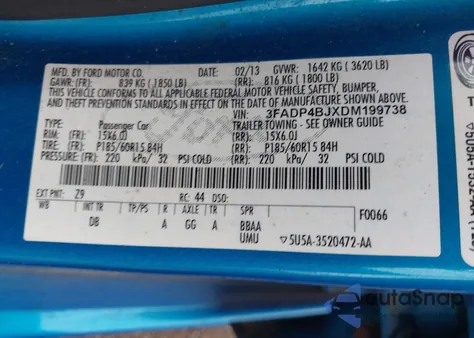 MFD. BY FORD MOTOR CO.
DATE: 02/13 GVWR: 1642 KG ( 3620 LB)
GAWR: (FR): 839 KG ( 1850 LB) (RR): 816 KG ( 1800 LB)
THIS VEHICLE CONFORMS TO ALL APPLICABLE FEDERAL MOTOR VEHICLE SAFETY, BUMPER,
AND THEFT PREVENTION STANDARDS IN EFFECT ON THE DATE OF MANUFACTURE SHOWN ABOVE.
VIN: 3FADP4BJXDM199738
TYPE: Passenger Car TRAILER TOWING - SEE OWNER GUIDE
RIM: (FR): 15X6.0J (RR): 15X6.0J
TIRES: (FR): P185/60R15 84H (RR): P185/60R15 84H
PRESSURE: (FR): 220 kPa/ 32 PSI COLD (RR): 220 kPa/ 32 PSI COLD
EXT PNT: Z9 RC: 44 DSO:
WB INT TR TP/PS R AXLE TR SPR F0066
DB A GG A BBAA
UMU ▽5U5A-3520472-AA
autoSnap